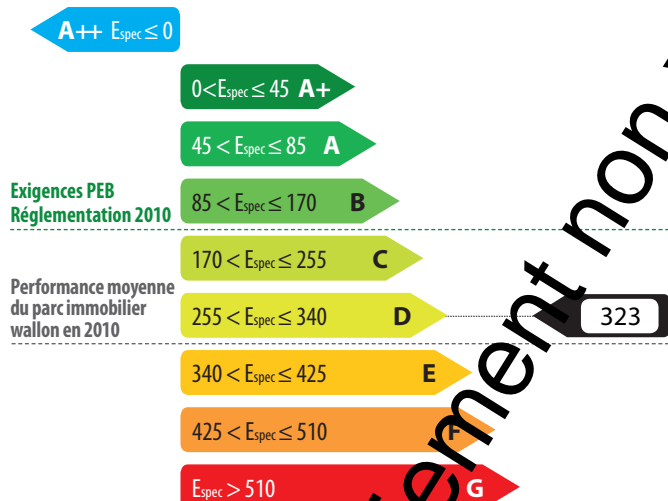 A++ Espec ≤ 0
0<Espec ≤ 45 A+
45 < Espec ≤ 85 A
Exigences PEB
Réglementation 2010
85 < Espec ≤ 170 B
170 < Espec ≤ 255 C
Performance moyenne
du parc immobilier
wallon en 2010
255 < Espec ≤ 340 D
323
340 < Espec ≤ 425 E
425 < Espec ≤ 510 F
Espec > 510 G
ement non